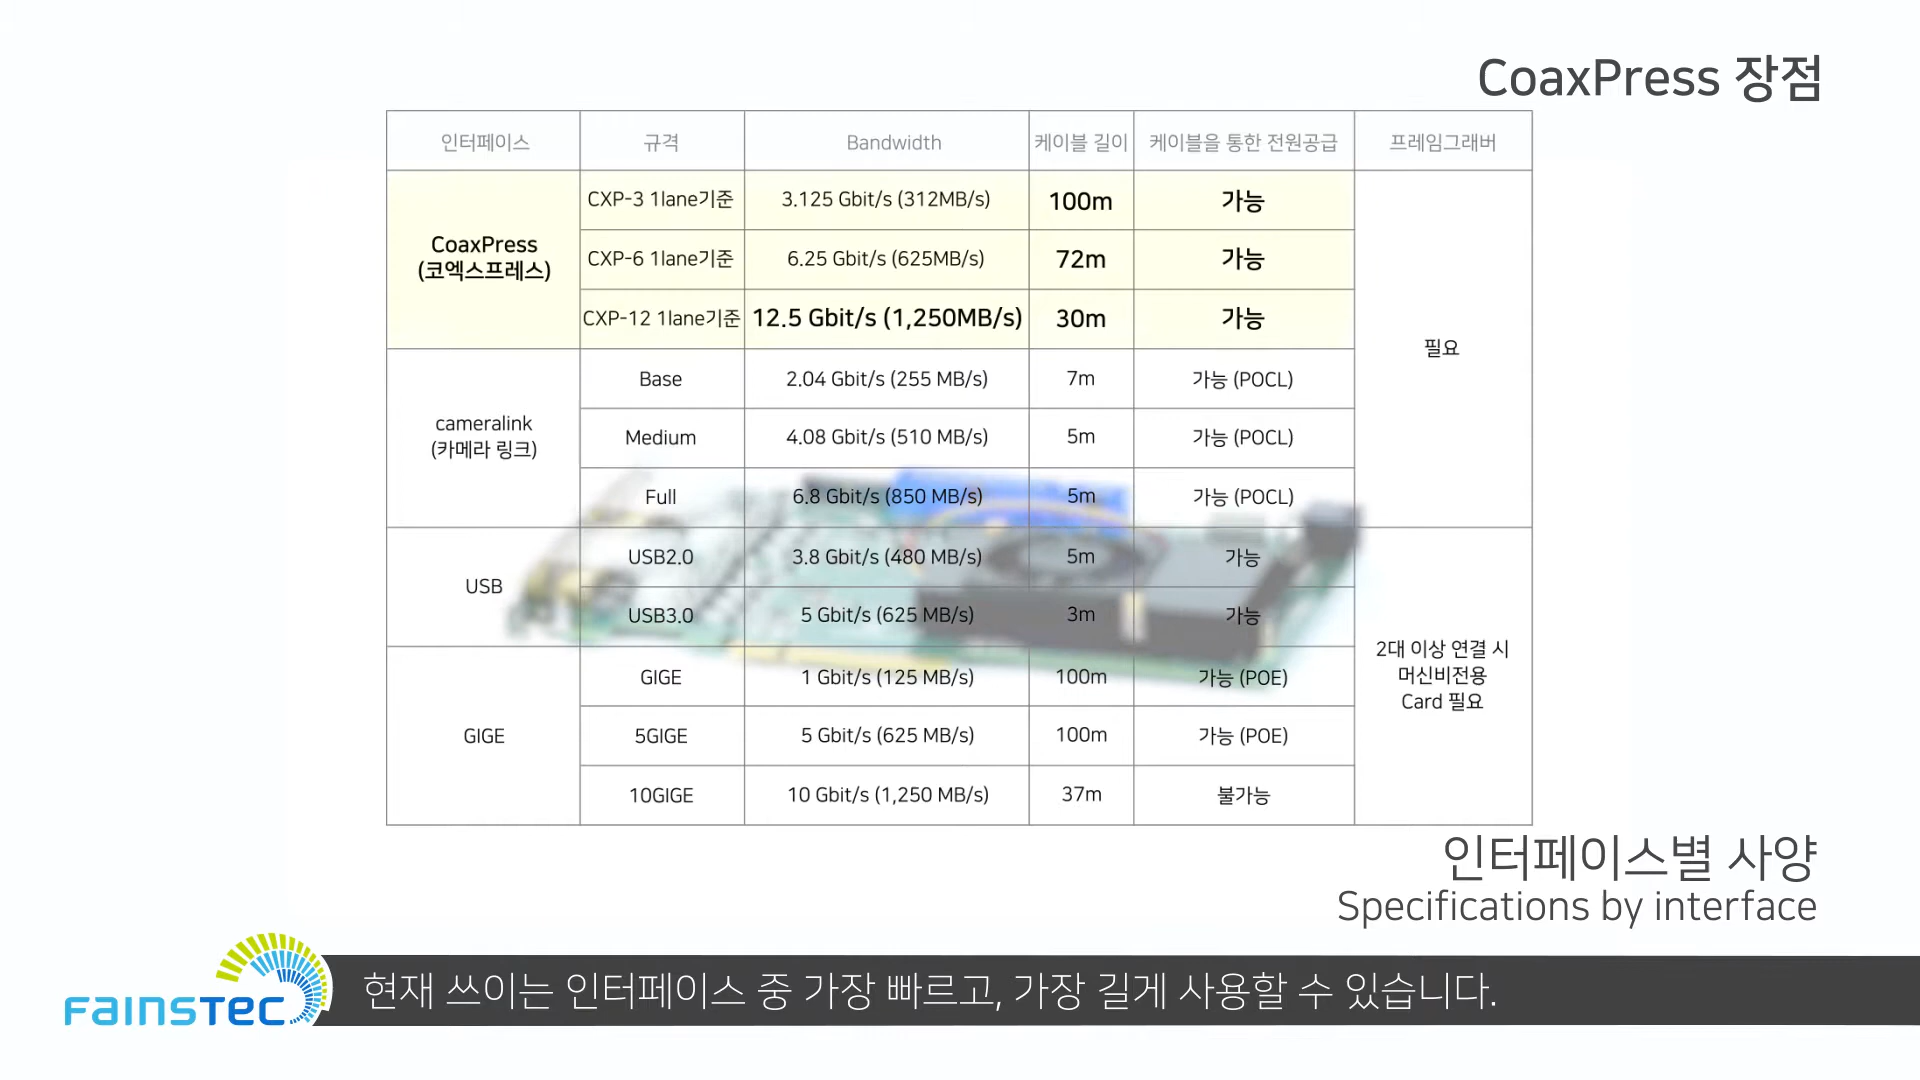 CoaxPress 장점
인터페이스 규격 Bandwidth 케이블 길이 케이블을 통한 전원공급 프레임그래버
CoaxPress
(코엑스프레스)
CXP-3 1lane기준 3.125 Gbit/s (312MB/s) 100m 가능
CXP-6 1lane기준 6.25 Gbit/s (625MB/s) 72m 가능
CXP-12 1lane기준 12.5 Gbit/s (1,250MB/s) 30m 가능
필요
cameralink
(카메라 링크)
Base 2.04 Gbit/s (255 MB/s) 7m 가능 (POCL)
Medium 4.08 Gbit/s (510 MB/s) 5m 가능 (POCL)
Full 6.8 Gbit/s (850 MB/s) 5m 가능 (POCL)
USB
USB2.0 3.8 Gbit/s (480 MB/s) 5m 가능
USB3.0 5 Gbit/s (625 MB/s) 3m 가능
2대 이상 연결 시
머신비전용
Card 필요
GIGE
GIGE 1 Gbit/s (125 MB/s) 100m 가능 (POE)
5GIGE 5 Gbit/s (625 MB/s) 100m 가능 (POE)
10GIGE 10 Gbit/s (1,250 MB/s) 37m 불가능
인터페이스별 사양
Specifications by interface
FAINSTEC
현재 쓰이는 인터페이스 중 가장 빠르고, 가장 길게 사용할 수 있습니다.